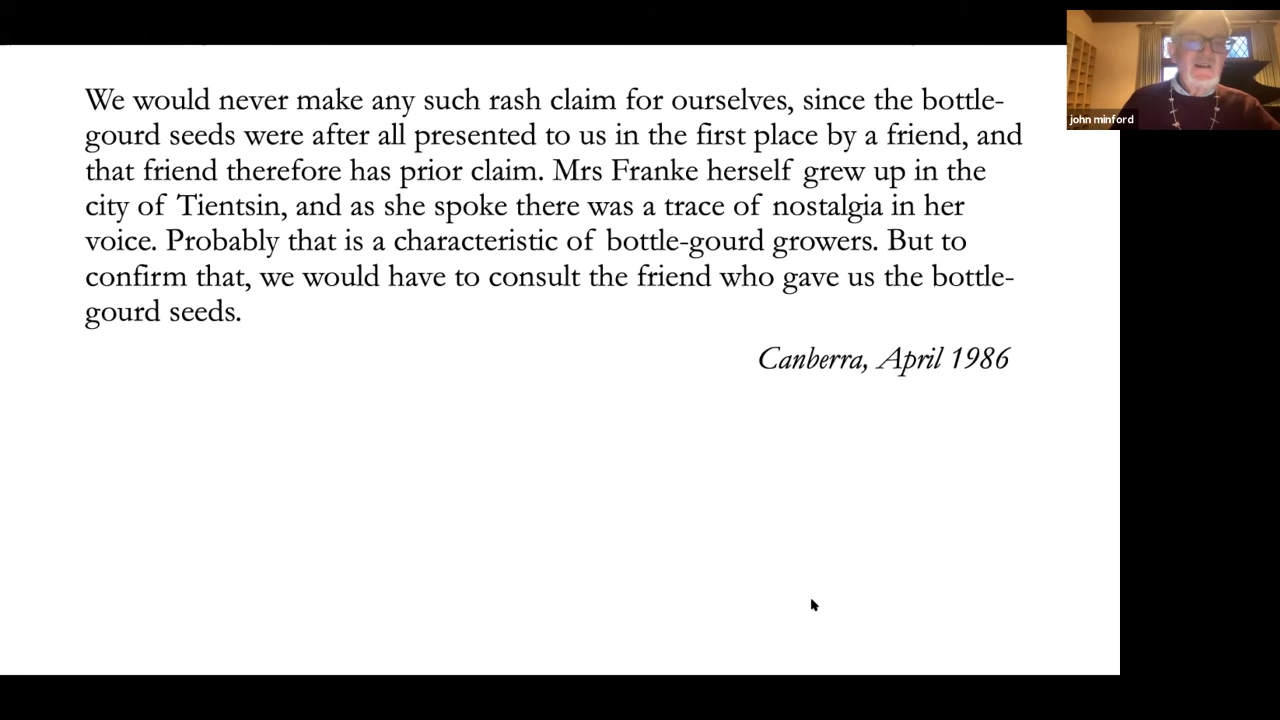 We would never make any such rash claim for ourselves, since the bottle-
gourd seeds were after all presented to us in the first place by a friend, and
that friend therefore has prior claim. Mrs Franke herself grew up in the
city of Tientsin, and as she spoke there was a trace of nostalgia in her
voice. Probably that is a characteristic of bottle-gourd growers. But to
confirm that, we would have to consult the friend who gave us the bottle-
gourd seeds.
Canberra, April 1986
john minford